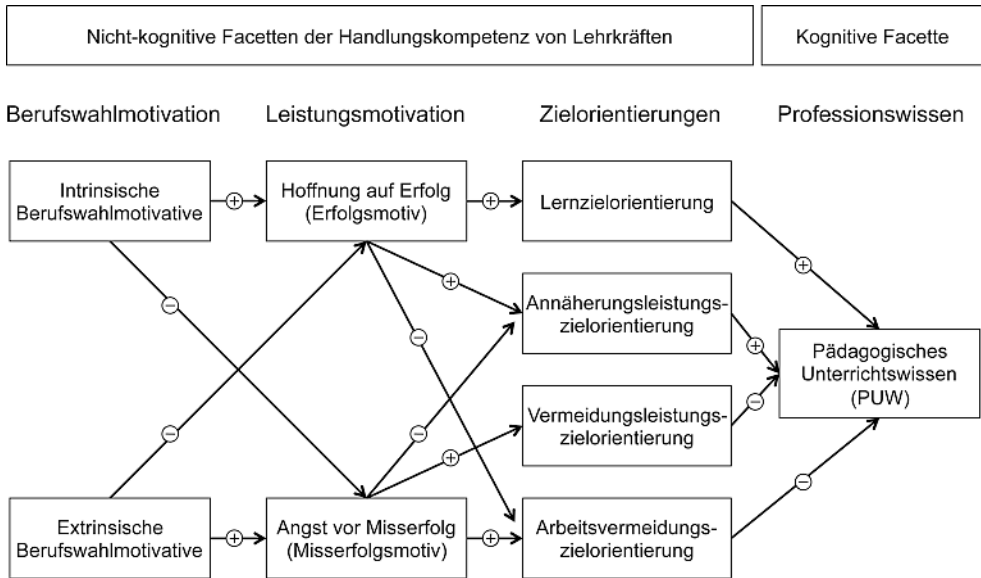 Nicht-kognitive Facetten der Handlungskompetenz von Lehrkräften
Kognitive Facette
Berufswahlmotivation
Leistungsmotivation
Zielorientierungen
Professionswissen
Intrinsische
Berufswahlmotivative
+
Hoffnung auf Erfolg
(Erfolgsmotiv)
+
Lernzielorientierung
+
−
+
−
Annäherungsleistungs-
zielorientierung
+
Pädagogisches
Unterrichtswissen
(PUW)
−
−
+
Vermeidungsleistungs-
zielorientierung
−
−
Extrinsische
Berufswahlmotivative
+
Angst vor Misserfolg
(Misserfolgsmotiv)
+
Arbeitsvermeidungs-
zielorientierung